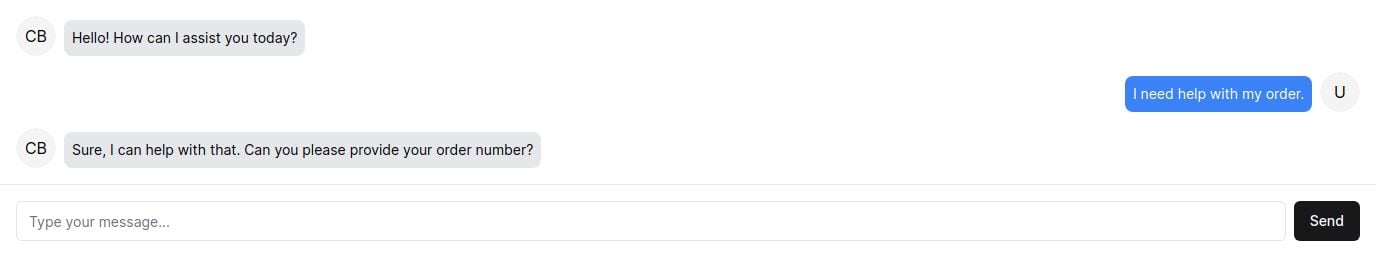 CB
Hello! How can I assist you today?
I need help with my order.
U
CB
Sure, I can help with that. Can you please provide your order number?
Type your message...
Send